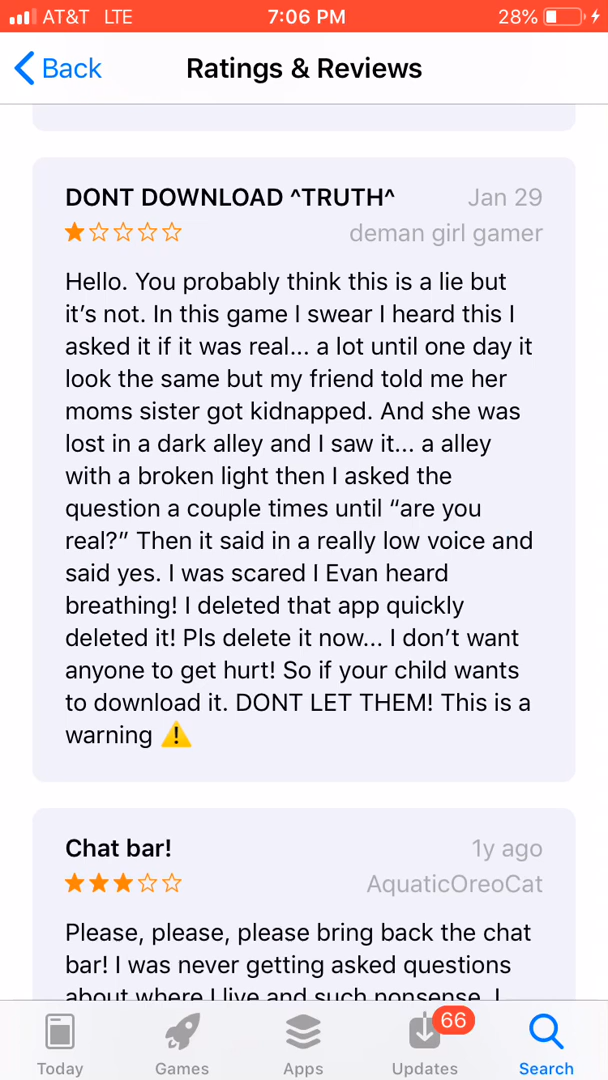 AT&T LTE 7:06 PM 28%
Back Ratings & Reviews
DONT DOWNLOAD ^TRUTH^ Jan 29
deman girl gamer
Hello. You probably think this is a lie but
it’s not. In this game I swear I heard this I
asked it if it was real... a lot until one day it
look the same but my friend told me her
moms sister got kidnapped. And she was
lost in a dark alley and I saw it... a alley
with a broken light then I asked the
question a couple times until “are you
real?” Then it said in a really low voice and
said yes. I was scared I Evan heard
breathing! I deleted that app quickly
deleted it! Pls delete it now... I don’t want
anyone to get hurt! So if your child wants
to download it. DONT LET THEM! This is a
warning ⚠️
Chat bar! 1y ago
AquaticOreoCat
Please, please, please bring back the chat
bar! I was never getting asked questions
about where I live and such nonsense. I
66
Today Games Apps Updates Search